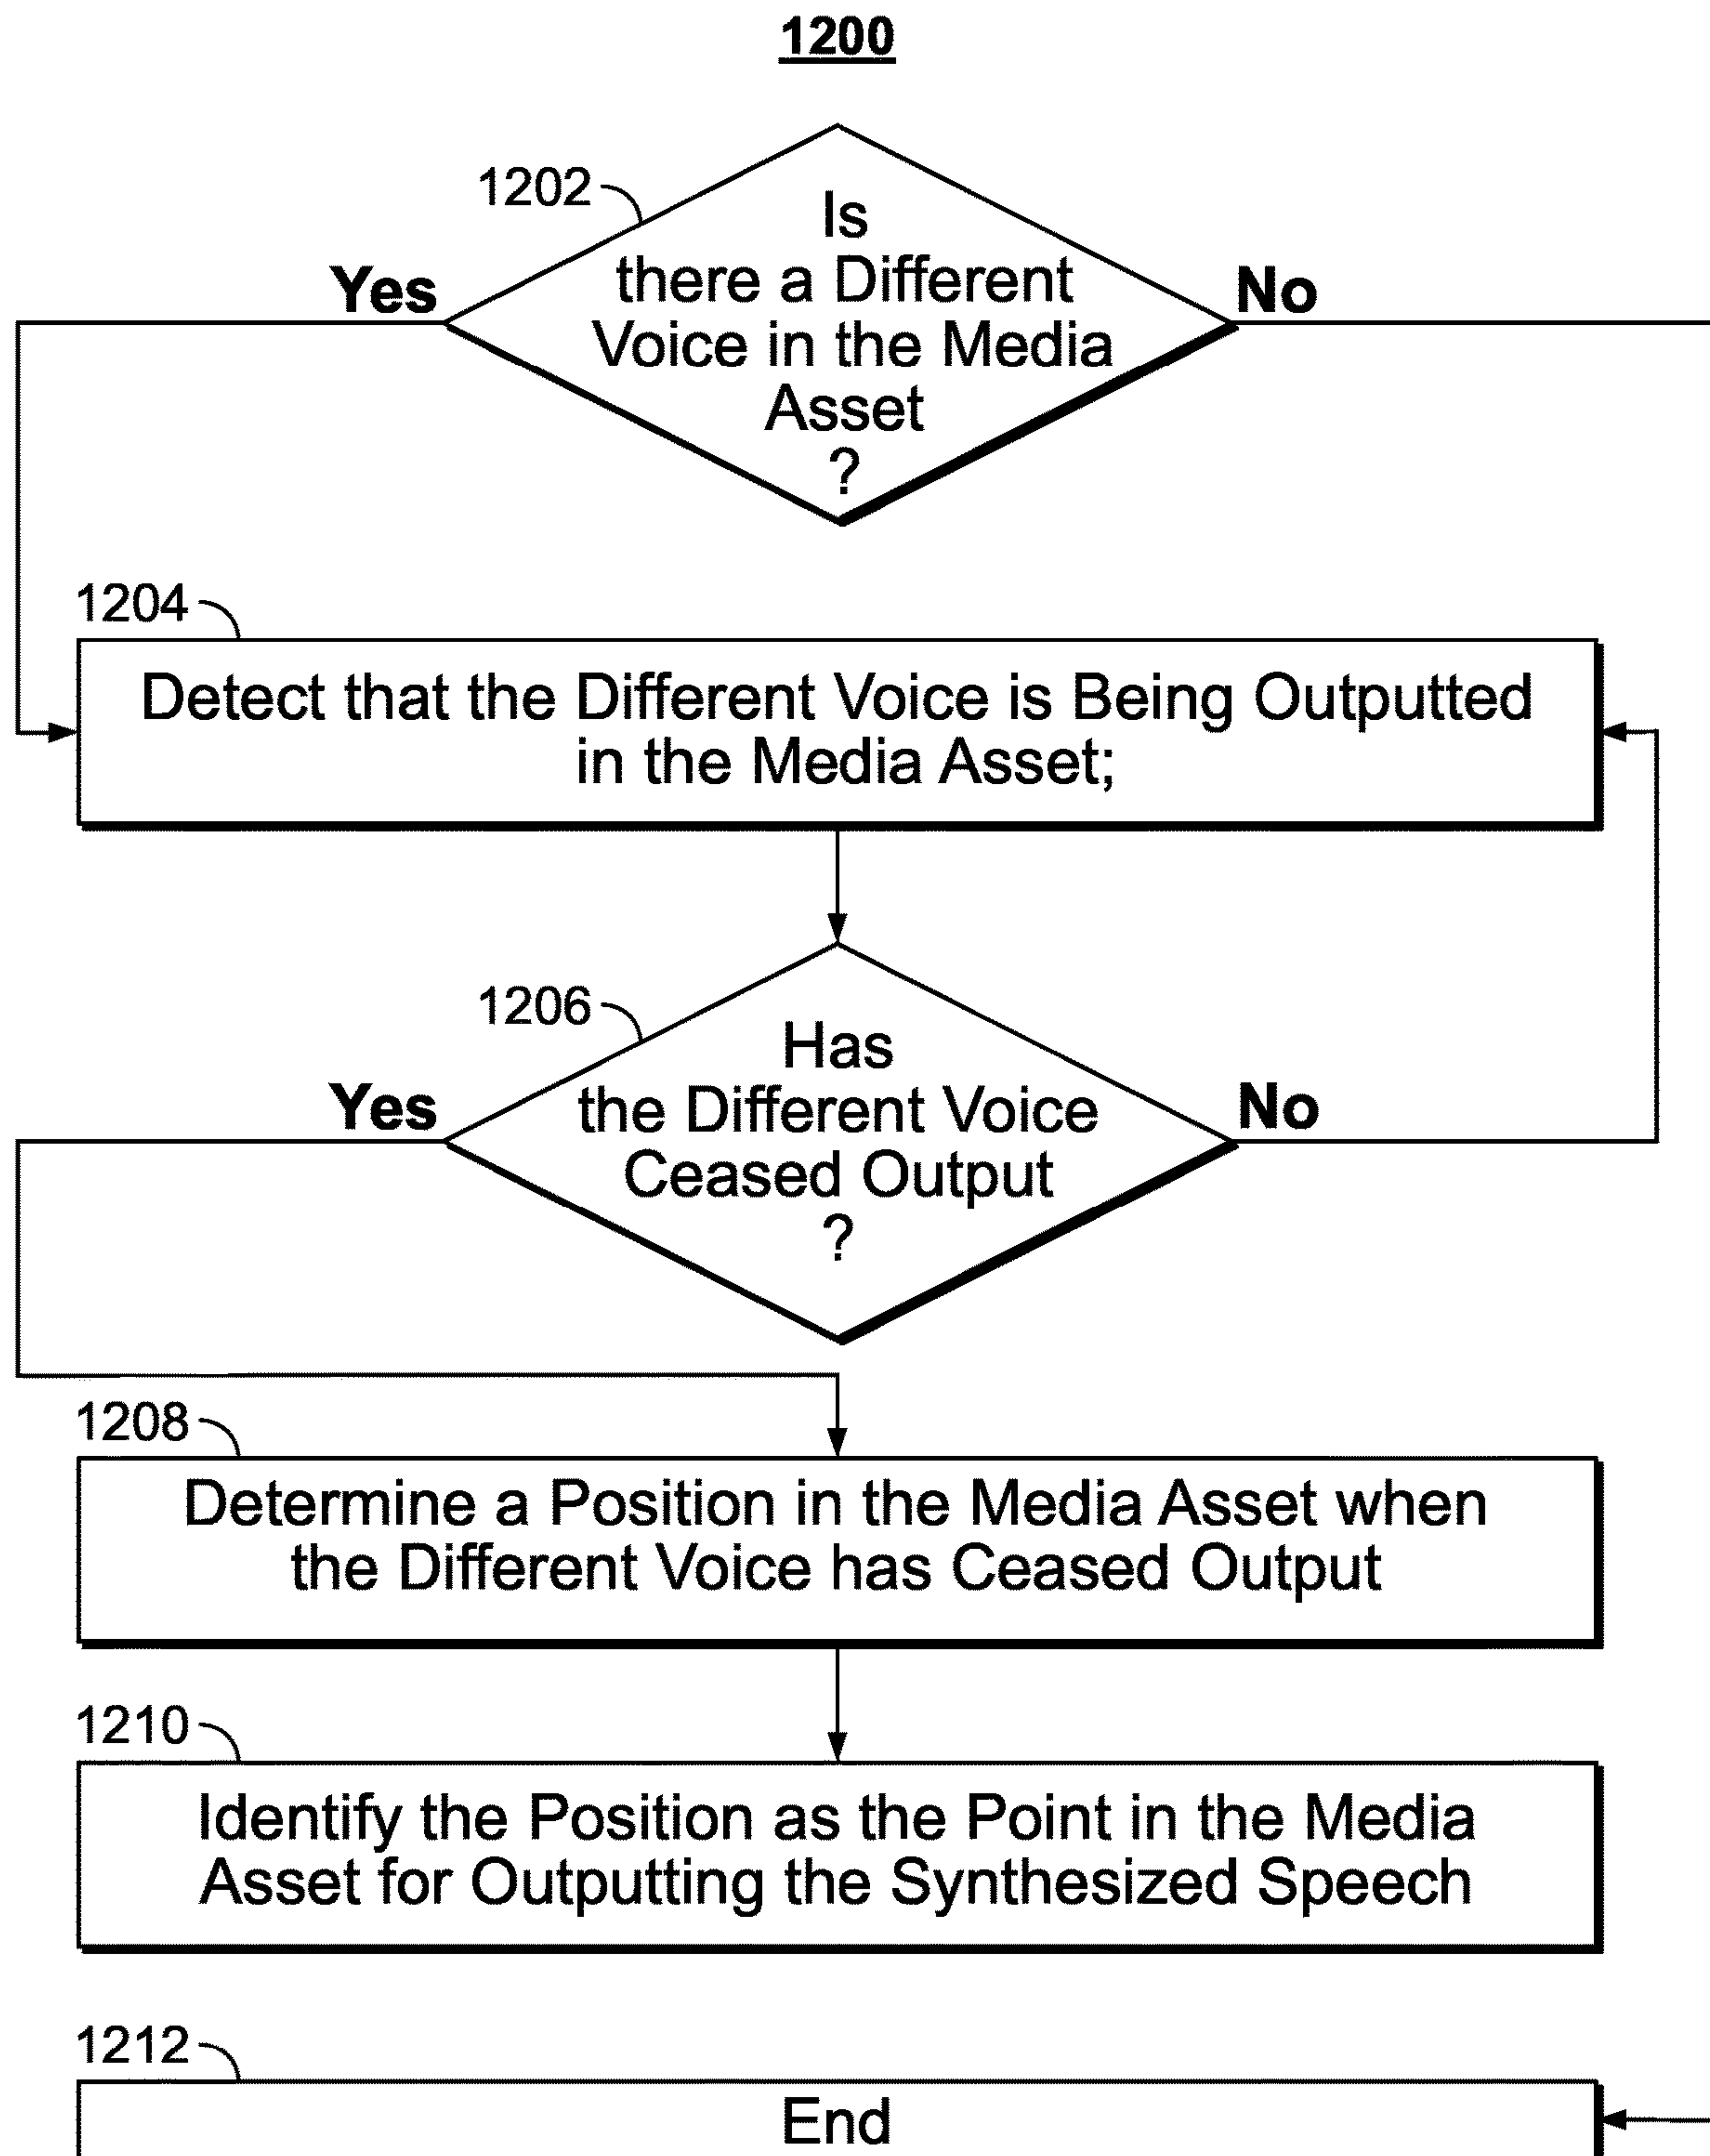 1200
1202
Is
there a Different
Voice in the Media
Asset
?
Yes
No
1204
Detect that the Different Voice is Being Outputted
in the Media Asset;
1206
Has
the Different Voice
Ceased Output
?
Yes
No
1208
Determine a Position in the Media Asset when
the Different Voice has Ceased Output
1210
Identify the Position as the Point in the Media
Asset for Outputting the Synthesized Speech
1212
End